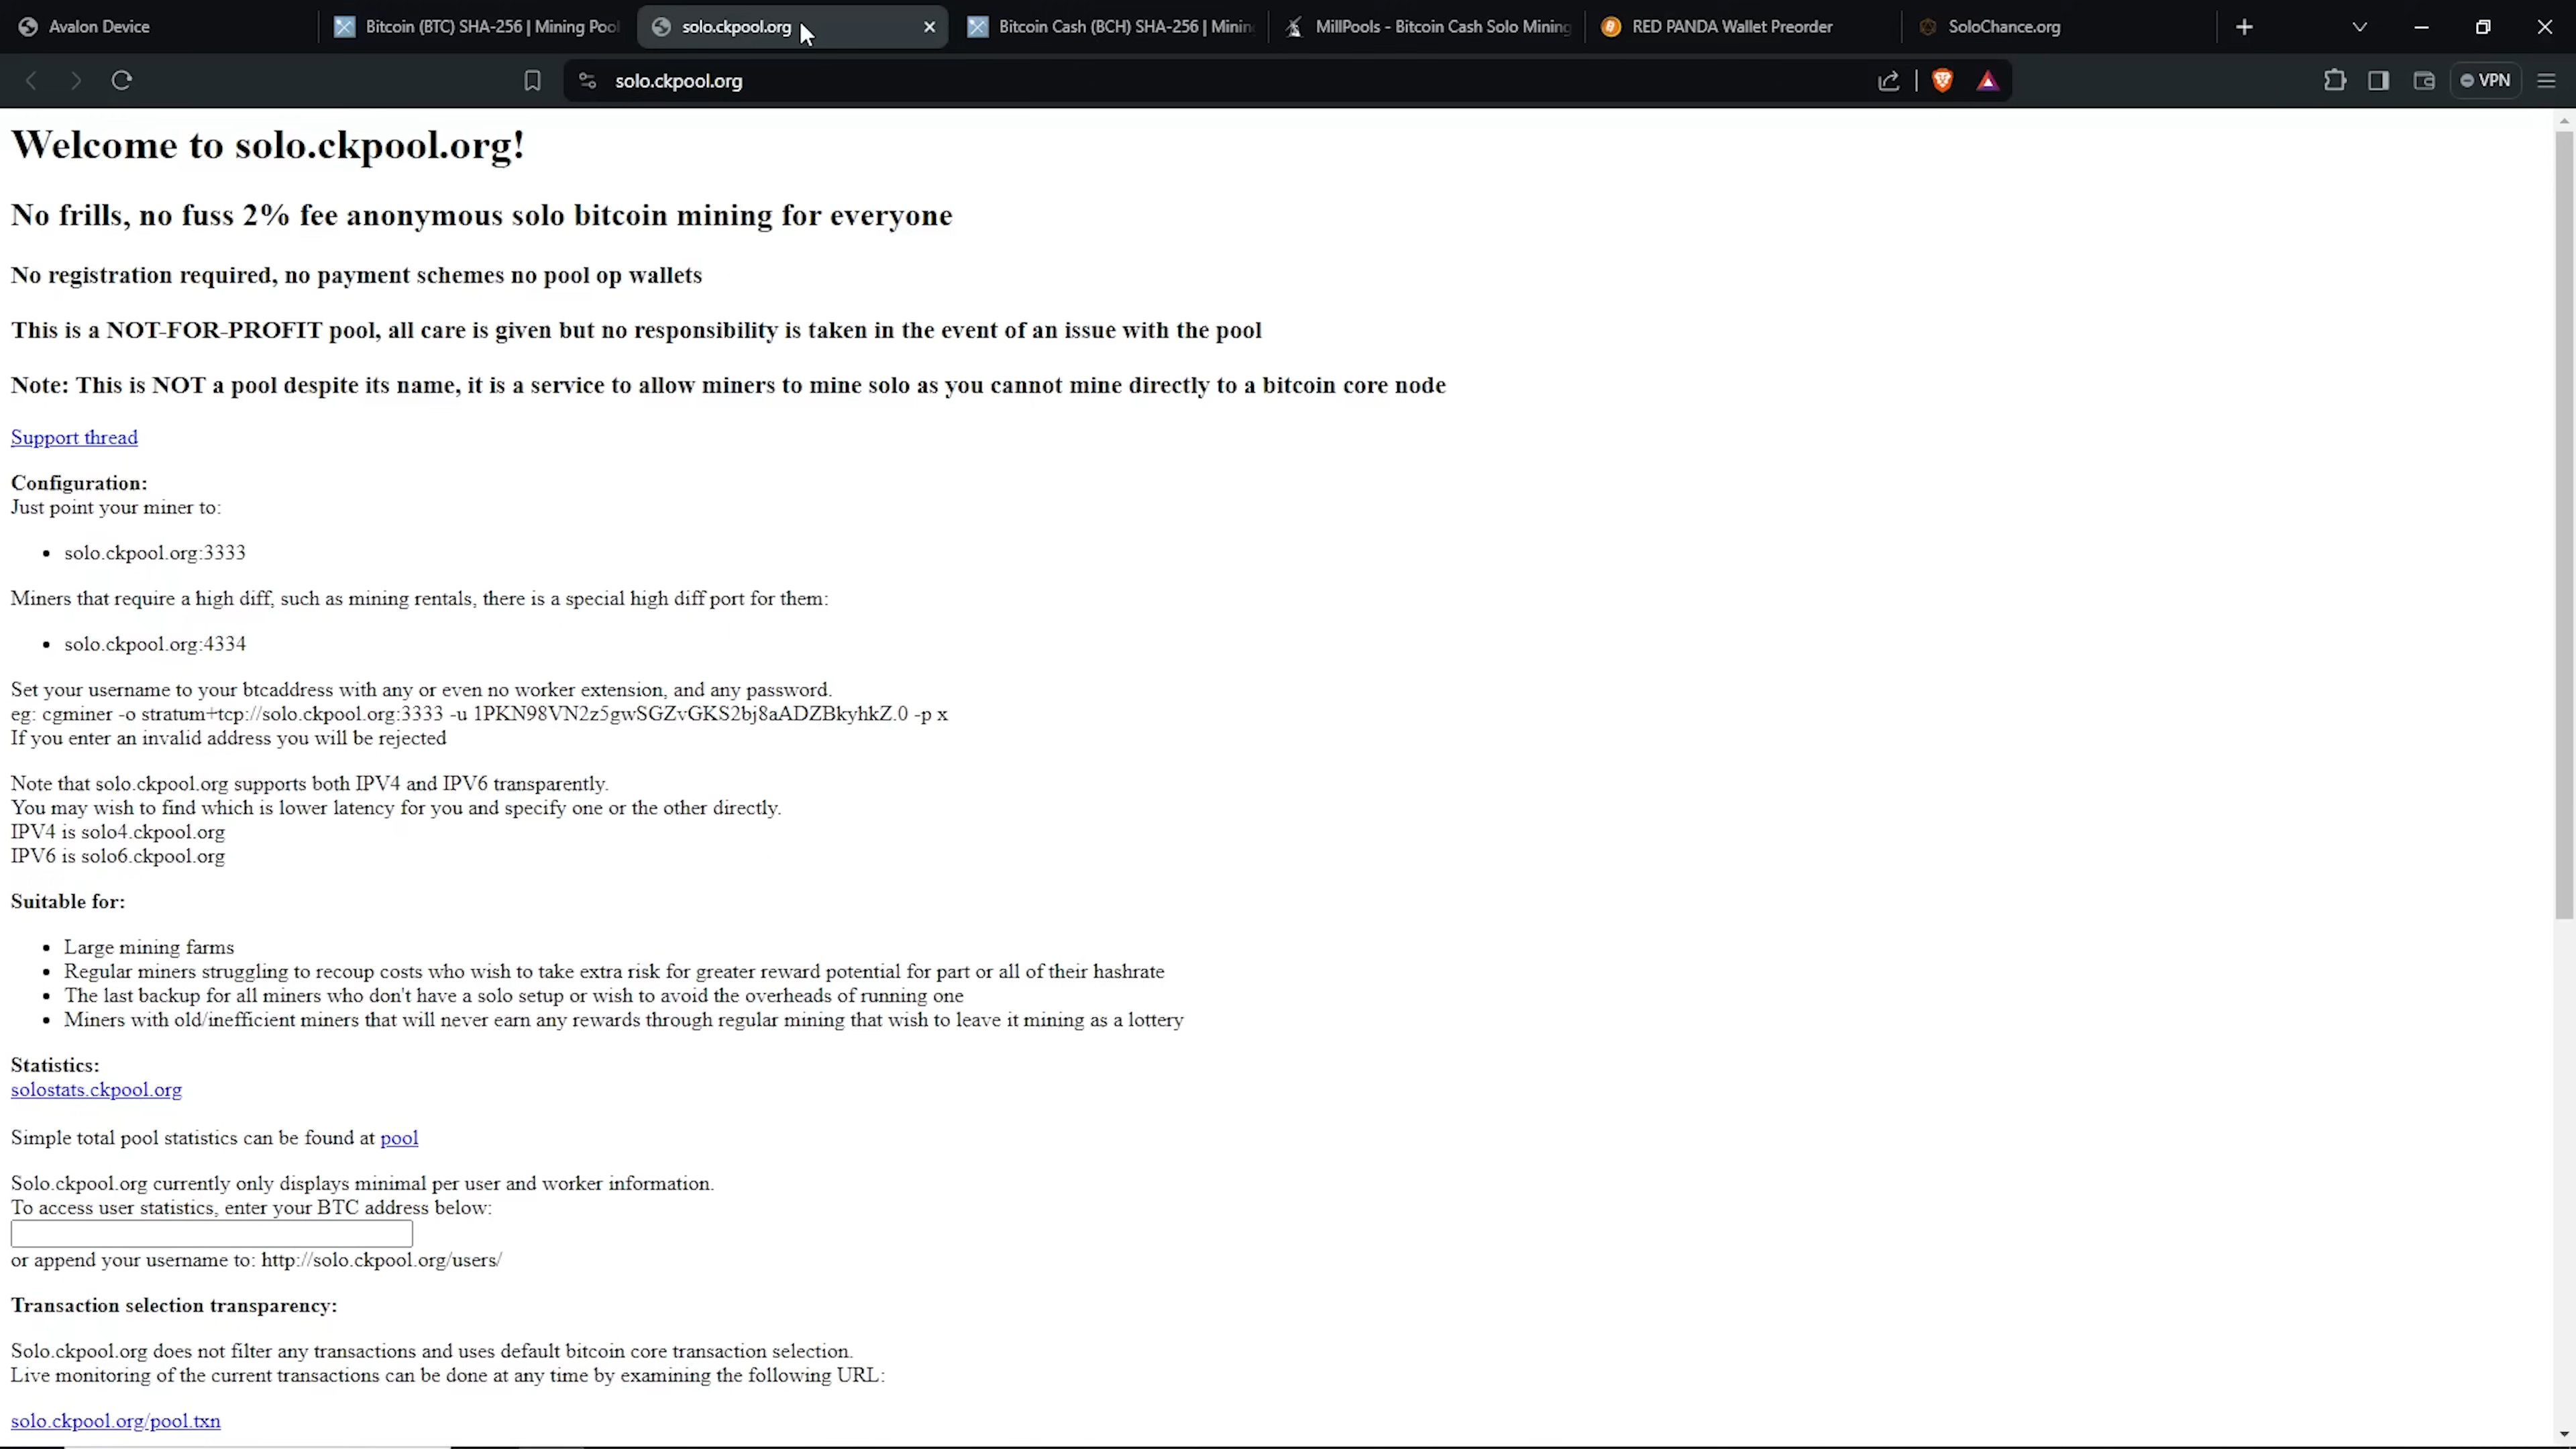 Avalon Device
Bitcoin (BTC) SHA-256 | Mining Pool
solo.ckpool.org
Bitcoin Cash (BCH) SHA-256 | Minin
MillPools - Bitcoin Cash Solo Mining
RED PANDA Wallet Preorder
SoloChance.org
solo.ckpool.org
VPN
Welcome to solo.ckpool.org!
No frills, no fuss 2% fee anonymous solo bitcoin mining for everyone
No registration required, no payment schemes no pool op wallets
This is a NOT-FOR-PROFIT pool, all care is given but no responsibility is taken in the event of an issue with the pool
Note: This is NOT a pool despite its name, it is a service to allow miners to mine solo as you cannot mine directly to a bitcoin core node
Support thread
Configuration:
Just point your miner to:
• solo.ckpool.org:3333
Miners that require a high diff, such as mining rentals, there is a special high diff port for them:
• solo.ckpool.org:4334
Set your username to your btcaddress with any or even no worker extension, and any password.
eg: cgminer -o stratum+tcp://solo.ckpool.org:3333 -u 1PKN98VN2z5gwSGZvGKS2bj8aADZBkyhkZ.0 -p x
If you enter an invalid address you will be rejected
Note that solo.ckpool.org supports both IPV4 and IPV6 transparently.
You may wish to find which is lower latency for you and specify one or the other directly.
IPV4 is solo4.ckpool.org
IPV6 is solo6.ckpool.org
Suitable for:
• Large mining farms
• Regular miners struggling to recoup costs who wish to take extra risk for greater reward potential for part or all of their hashrate
• The last backup for all miners who don't have a solo setup or wish to avoid the overheads of running one
• Miners with old/inefficient miners that will never earn any rewards through regular mining that wish to leave it mining as a lottery
Statistics:
solostats.ckpool.org
Simple total pool statistics can be found at pool
Solo.ckpool.org currently only displays minimal per user and worker information.
To access user statistics, enter your BTC address below:
or append your username to: http://solo.ckpool.org/users/
Transaction selection transparency:
Solo.ckpool.org does not filter any transactions and uses default bitcoin core transaction selection.
Live monitoring of the current transactions can be done at any time by examining the following URL:
solo.ckpool.org/pool.txn